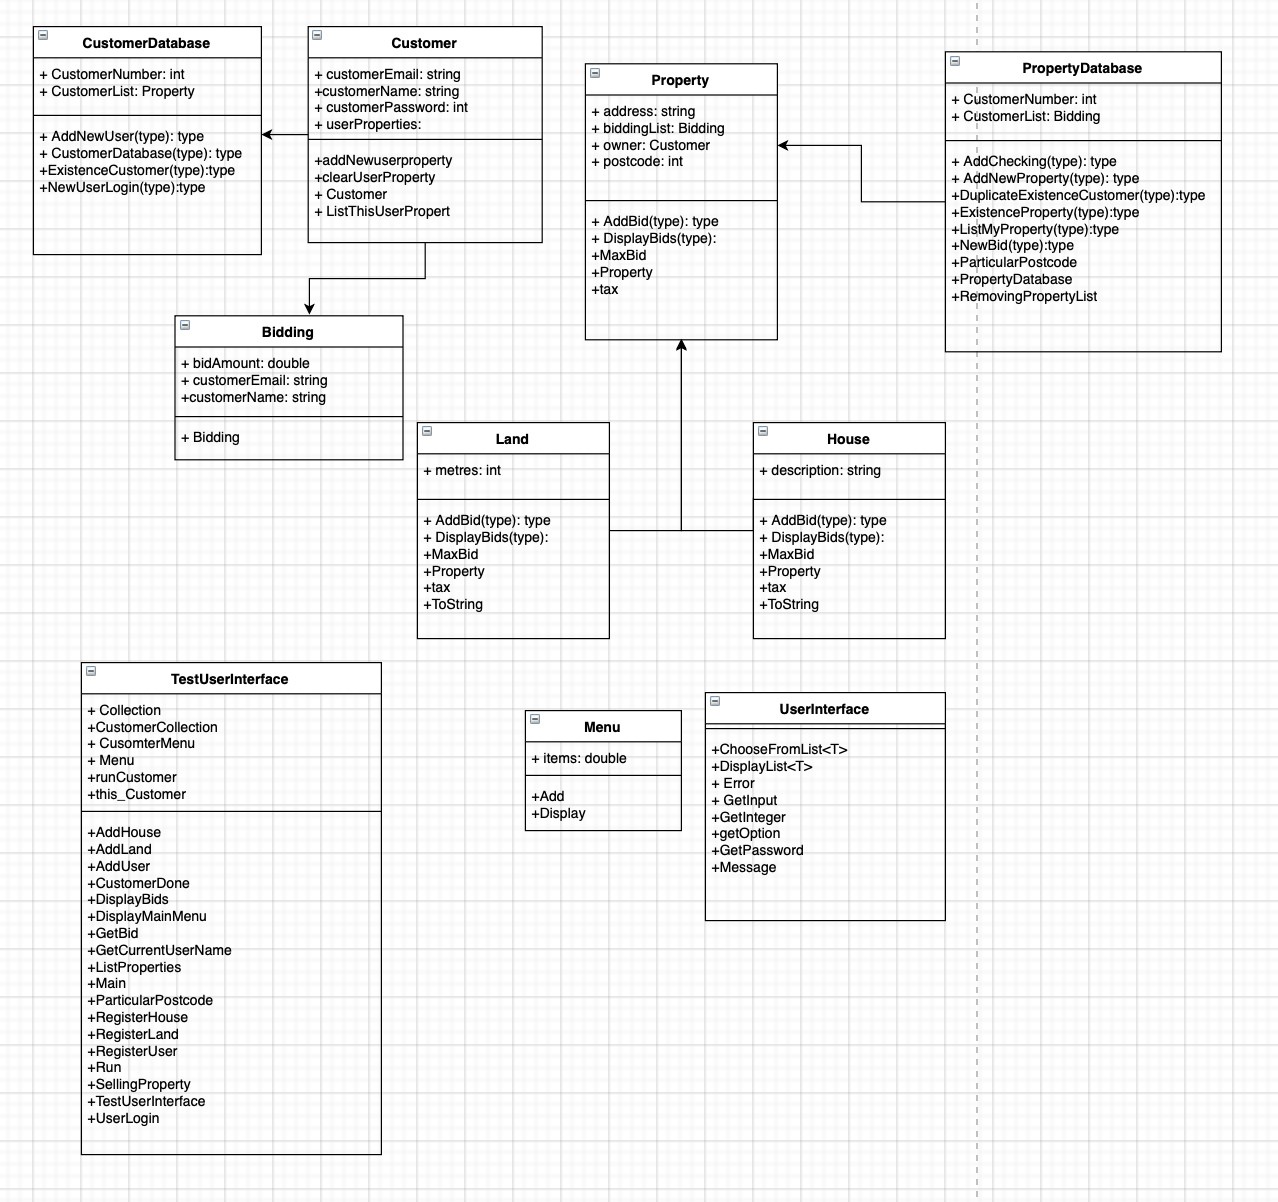 CustomerDatabase
+ CustomerNumber: int
+ CustomerList: Property
+ AddNewUser(type): type
+ CustomerDatabase(type): type
+ExistenceCustomer(type):type
+NewUserLogin(type):type
Customer
+ customerEmail: string
+customerName: string
+ customerPassword: int
+ userProperties:
+addNewuserproperty
+clearUserProperty
+ Customer
+ ListThisUserPropert
Property
+ address: string
+ biddingList: Bidding
+ owner: Customer
+ postcode: int
+ AddBid(type): type
+ DisplayBids(type):
+MaxBid
+Property
+tax
PropertyDatabase
+ CustomerNumber: int
+ CustomerList: Bidding
+ AddChecking(type): type
+ AddNewProperty(type): type
+DuplicateExistenceCustomer(type):type
+ExistenceProperty(type):type
+ListMyProperty(type):type
+NewBid(type):type
+ParticularPostcode
+PropertyDatabase
+RemovingPropertyList
Bidding
+ bidAmount: double
+ customerEmail: string
+customerName: string
+ Bidding
Land
+ metres: int
+ AddBid(type): type
+ DisplayBids(type):
+MaxBid
+Property
+tax
+ToString
House
+ description: string
+ AddBid(type): type
+ DisplayBids(type):
+MaxBid
+Property
+tax
+ToString
TestUserInterface
+ Collection
+CustomerCollection
+ CusomterMenu
+ Menu
+runCustomer
+this_Customer
+AddHouse
+AddLand
+AddUser
+CustomerDone
+DisplayBids
+DisplayMainMenu
+GetBid
+GetCurrentUserName
+ListProperties
+Main
+ParticularPostcode
+RegisterHouse
+RegisterLand
+RegisterUser
+Run
+SellingProperty
+TestUserInterface
+UserLogin
Menu
+ items: double
+Add
+Display
UserInterface
+ChooseFromList<T>
+DisplayList<T>
+ Error
+ GetInput
+GetInteger
+getOption
+GetPassword
+Message